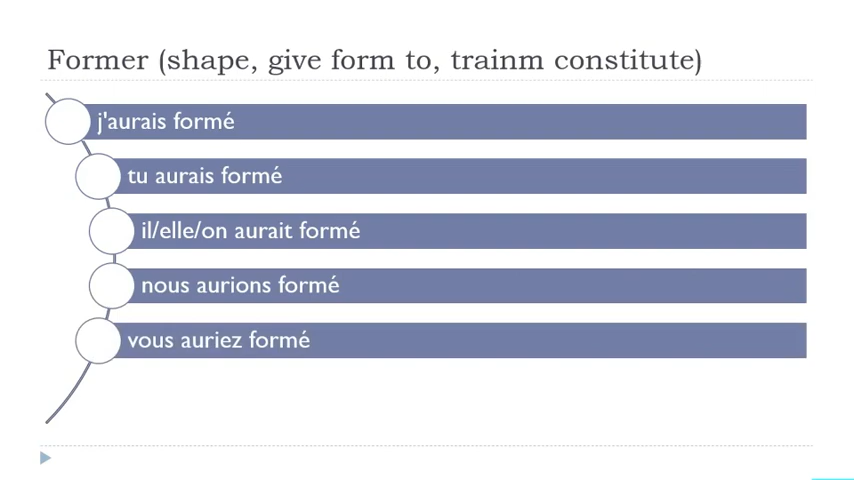 Former (shape, give form to, trainm constitute)
j'aurais formé
tu aurais formé
il/elle/on aurait formé
nous aurions formé
vous auriez formé